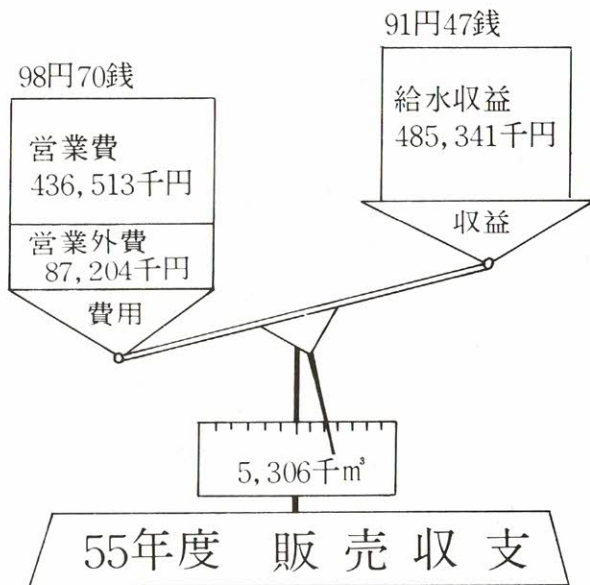 98円70銭
営業費
436,513千円
営業外費
87,204千円
費用
91円47銭
給水収益
485,341千円
収益
5,306千㎥
55年度 販売収支